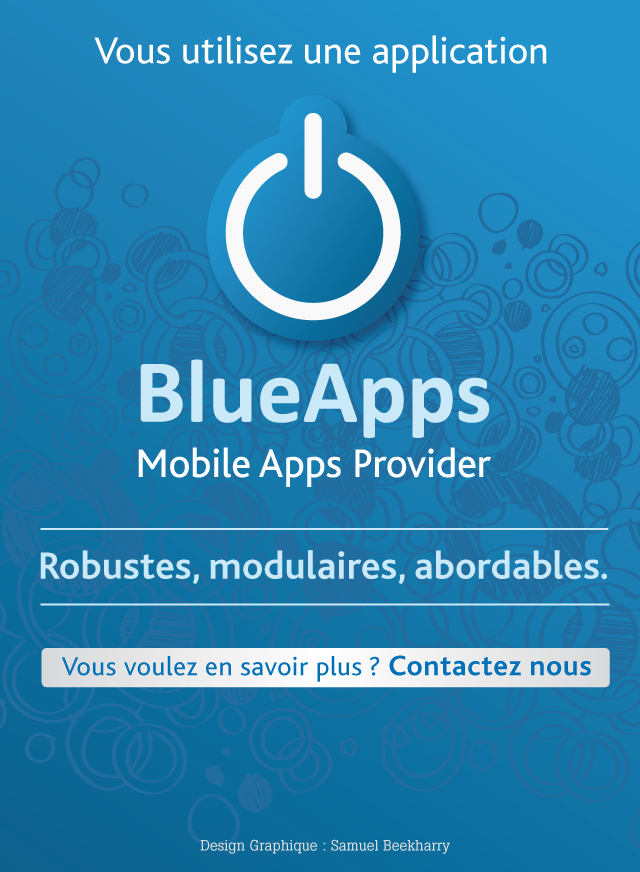 Vous utilisez une application
BlueApps
Mobile Apps Provider
Robustes, modulaires, abordables.
Vous voulez en savoir plus ? Contactez nous
Design Graphique : Samuel Beekharry